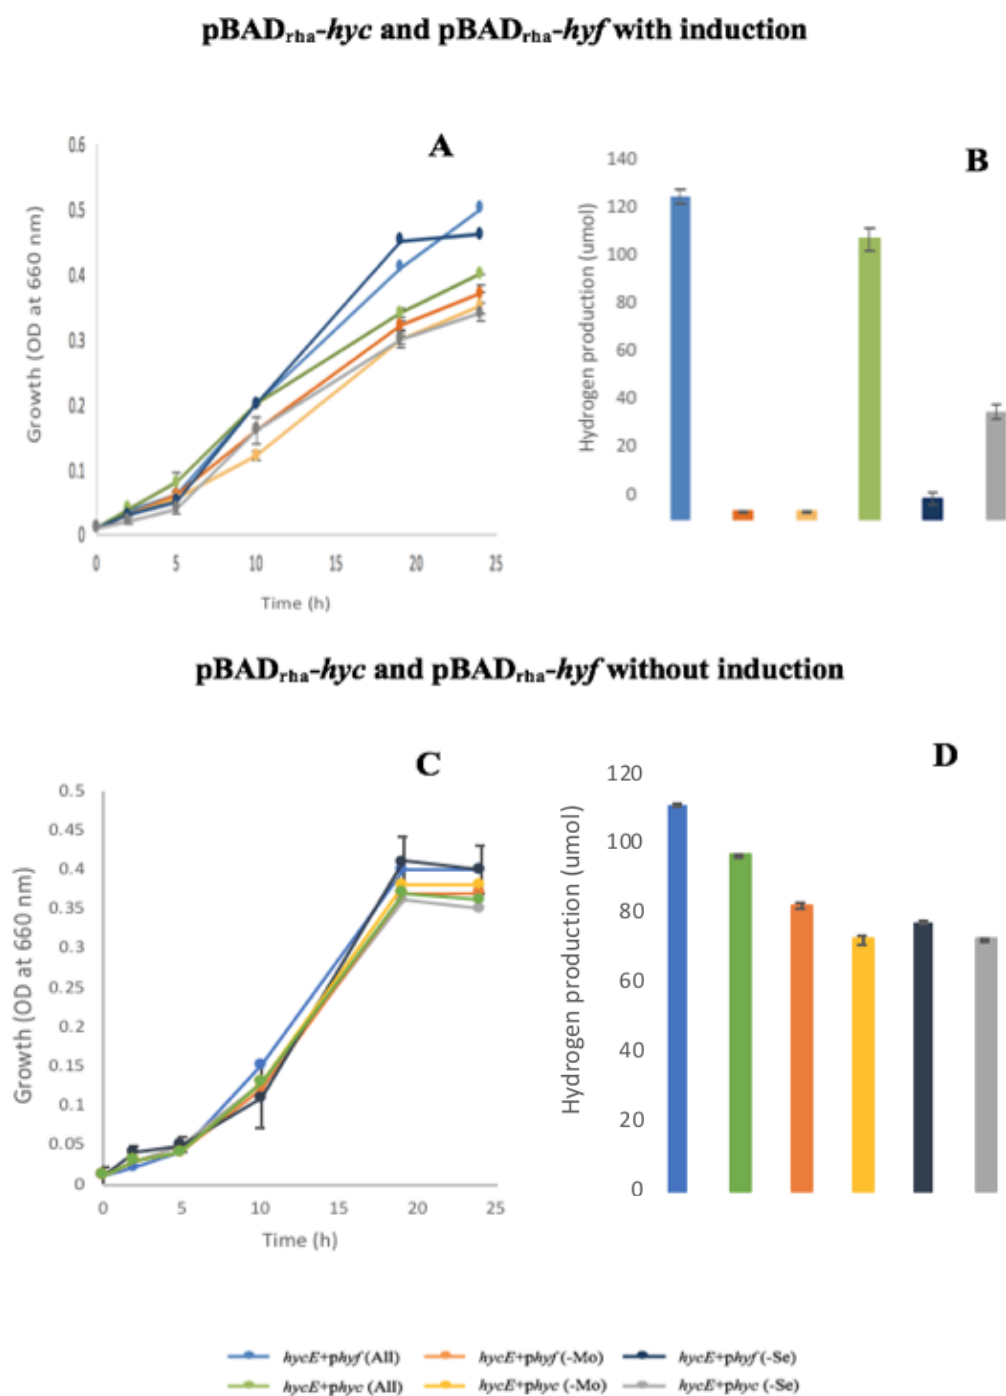 pBADrha-hyc and pBADrha-hyf with induction
A
0.6
0.5
0.4
0.3
0.2
0.1
0
Growth (OD at 660 nm)
0 5 10 15 20 25
Time (h)
B
140
120
100
80
60
40
20
0
Hydrogen production (umol)
pBADrha-hyc and pBADrha-hyf without induction
C
0.5
0.45
0.4
0.35
0.3
0.25
0.2
0.15
0.1
0.05
0
Growth (OD at 660 nm)
0 5 10 15 20 25
Time (h)
D
120
100
80
60
40
20
0
Hydrogen production (umol)
hycE+phyf (All) hycE+phyf (-Mo) hycE+phyf (-Se)
hycE+phyc (All) hycE+phyc (-Mo) hycE+phyc (-Se)